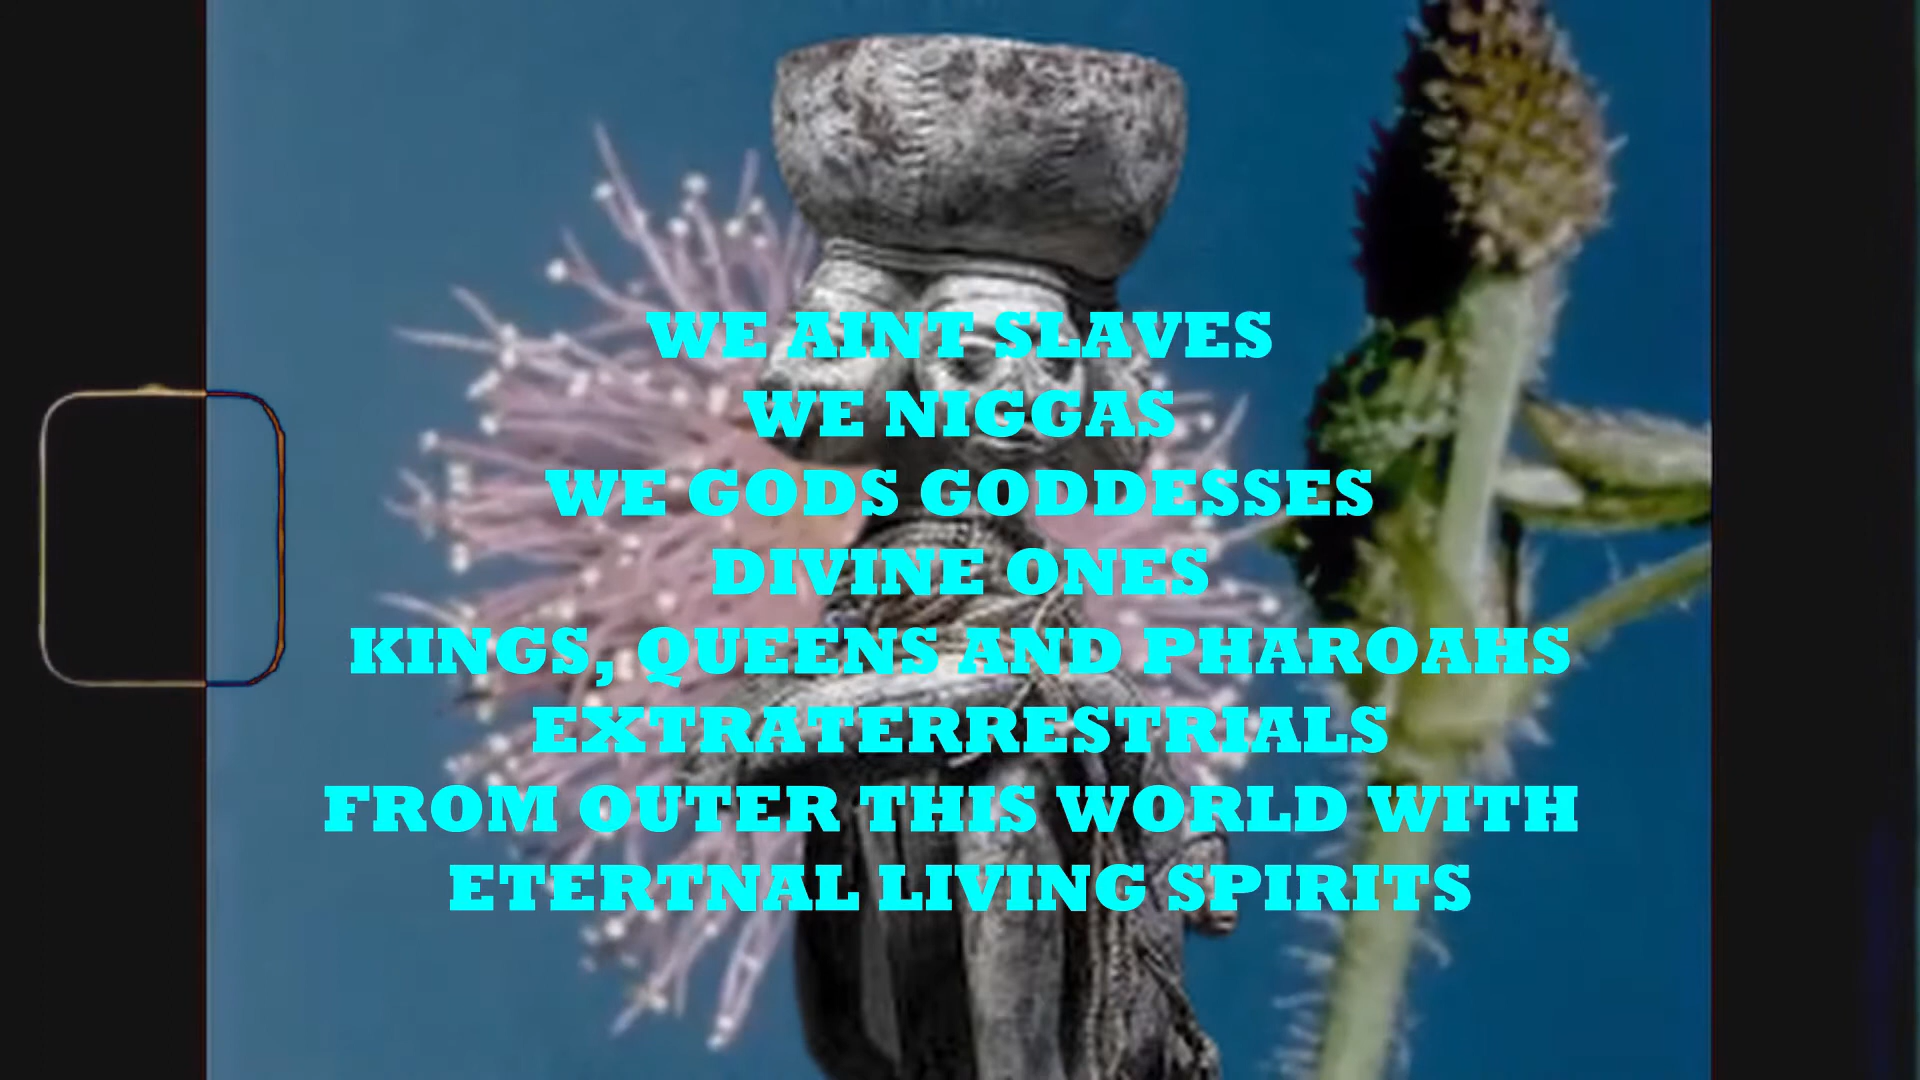 WE AINT SLAVES
WE NIGGAS
WE GODS GODDESSES
DIVINE ONES
KINGS, QUEENS AND PHAROAHS
EXTRATERRESTRIALS
FROM OUTER THIS WORLD WITH
ETERTNAL LIVING SPIRITS